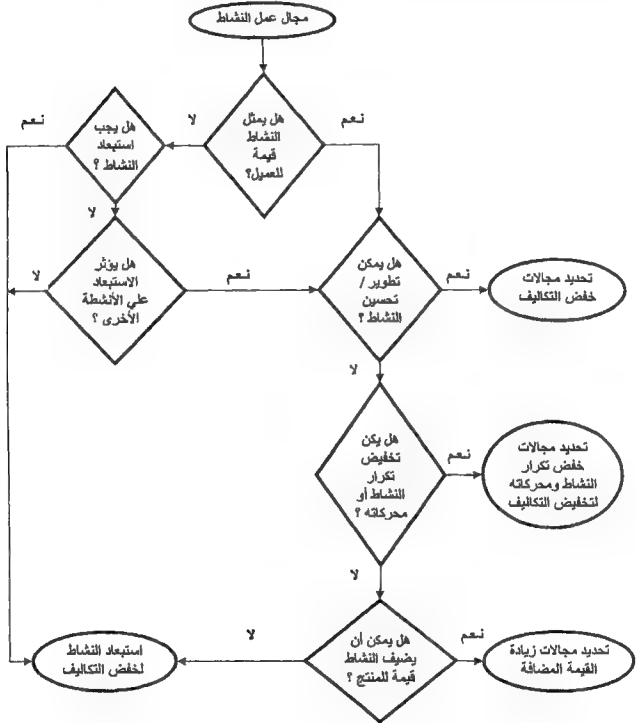 مجال عمل النشاط
نعم
لا
نعم
هل يمثل
النشاط
قيمة
للعميل؟
هل يجب
استبعاد
النشاط ؟
لا
هل يؤثر
الاستبعاد
علي الأنشطة
الأخرى ؟
لا
نعم
هل يمكن
تطوير /
تحسين
النشاط ؟
نعم
تحديد مجالات
خفض التكاليف
لا
هل يكن
تخفيض
تكرار
النشاط أو
محركاته ؟
نعم
تحديد مجالات
خفض تكرار
النشاط ومحركاته
لتخفيض التكاليف
لا
هل يمكن أن
يضيف النشاط
قيمة للمنتج ؟
نعم
تحديد مجالات زيادة
القيمة المضافة
لا
استبعاد النشاط
لخفض التكاليف